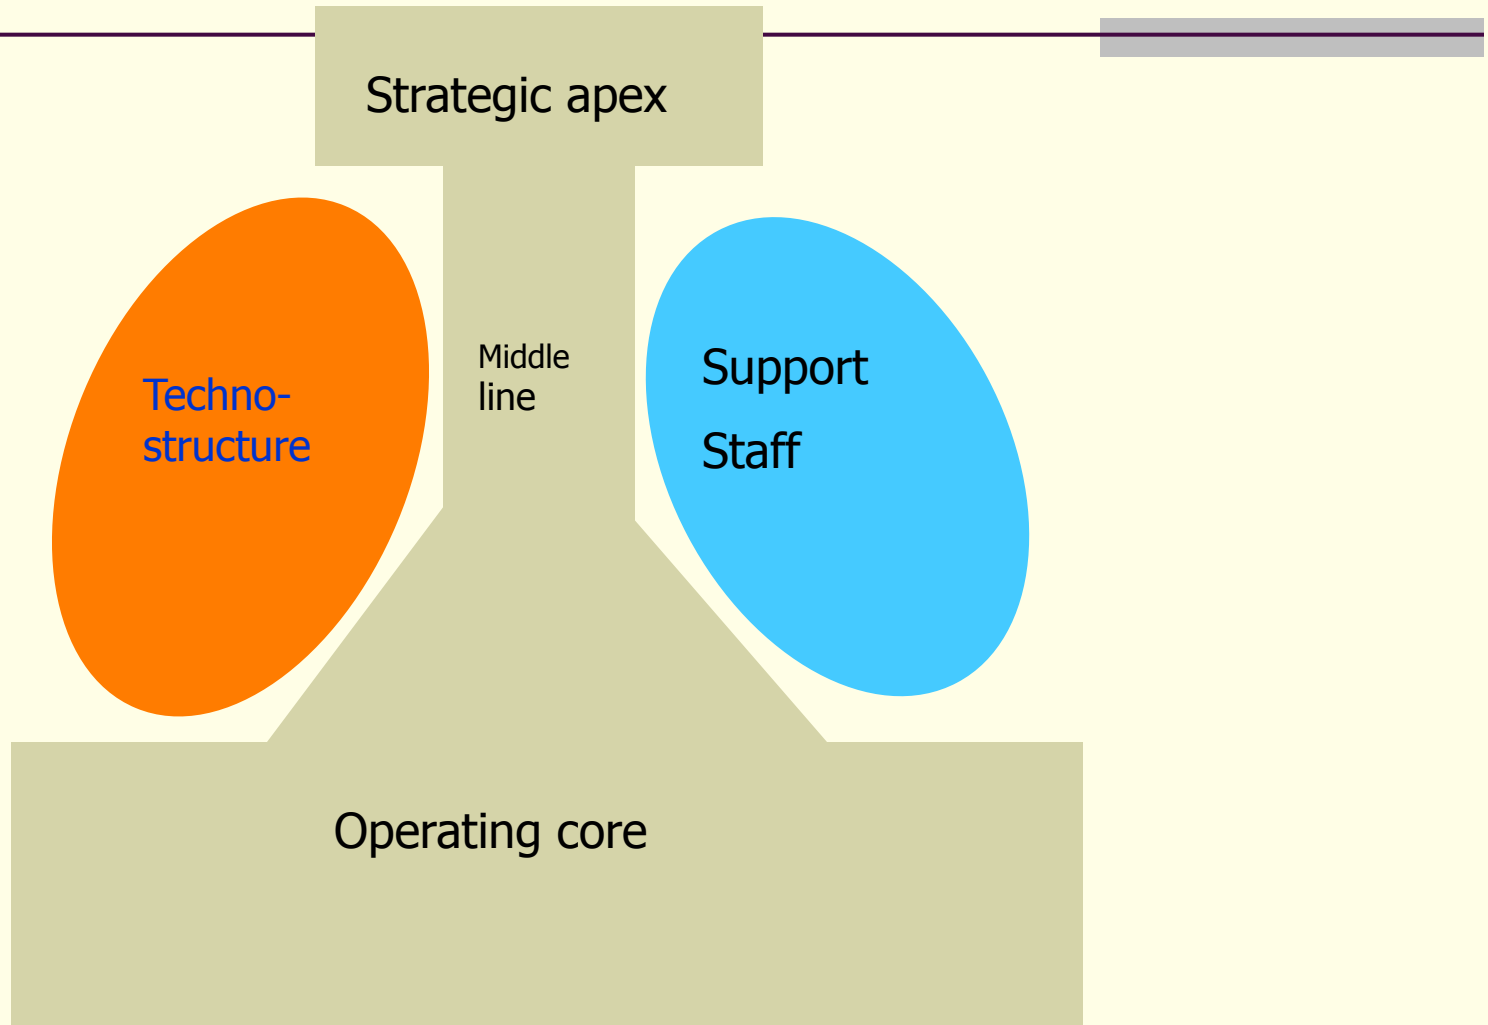 Strategic apex
Middle
line
Techno-
structure
Support
Staff
Operating core